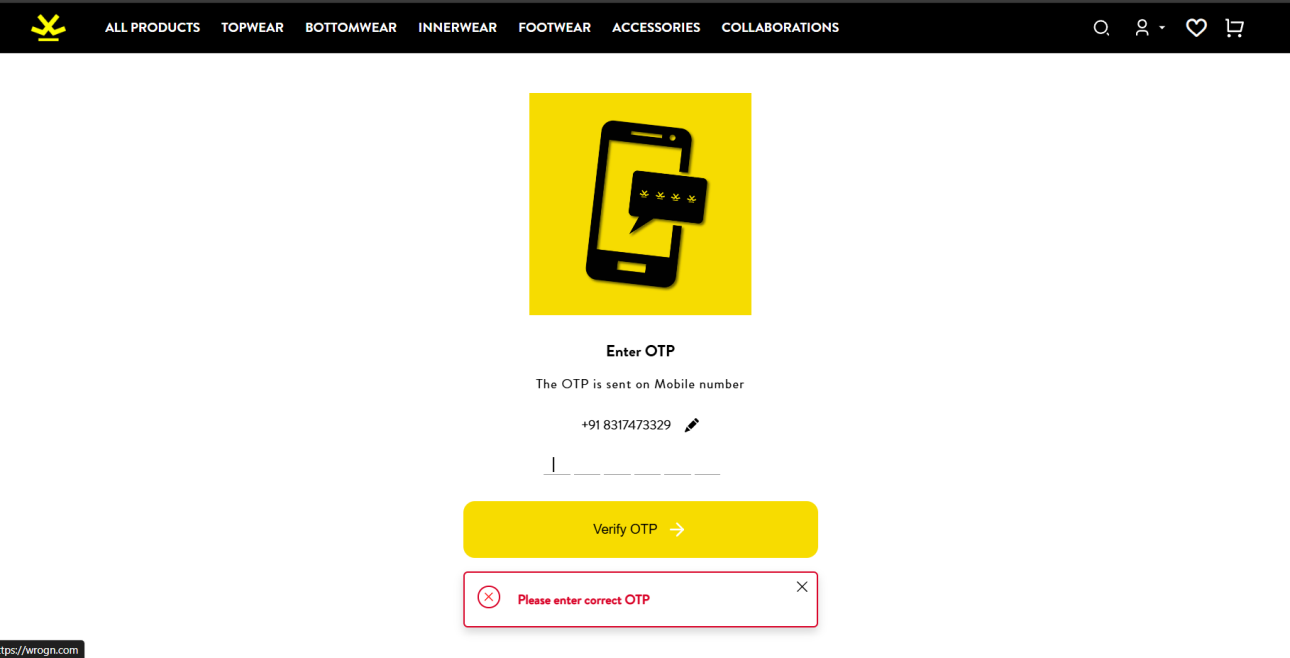 ALL PRODUCTS TOPWEAR BOTTOMWEAR INNERWEAR FOOTWEAR ACCESSORIES COLLABORATIONS
Enter OTP
The OTP is sent on Mobile number
+91 8317473329
Verify OTP
Please enter correct OTP
ttps://wrogn.com